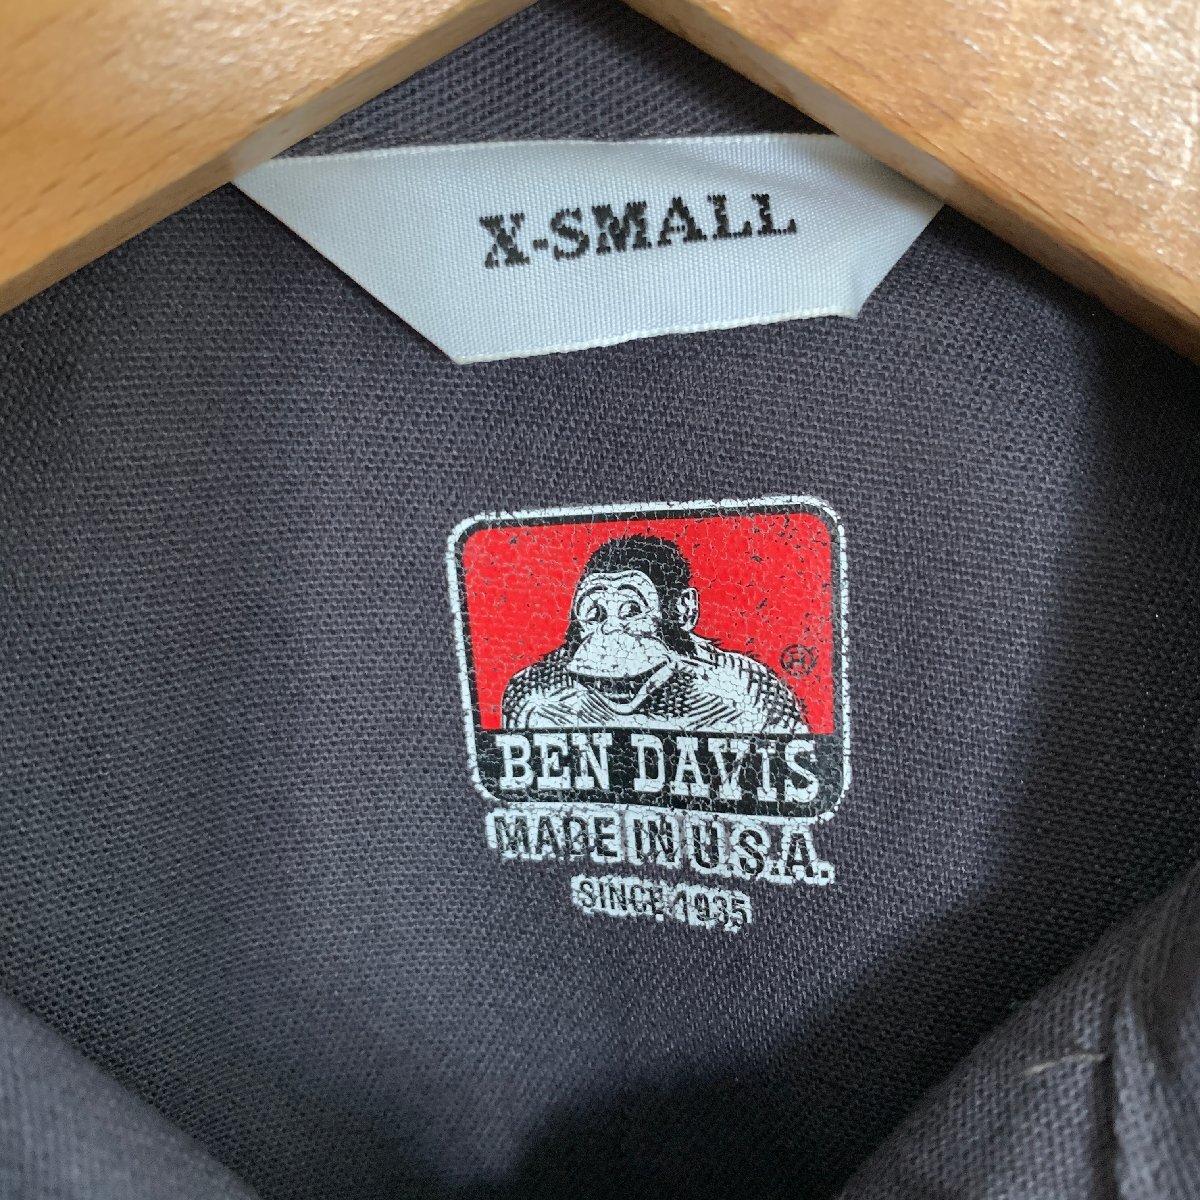 X-SMALL
®
BEN DAVIS
MADE IN U.S.A.
SINCE 1935